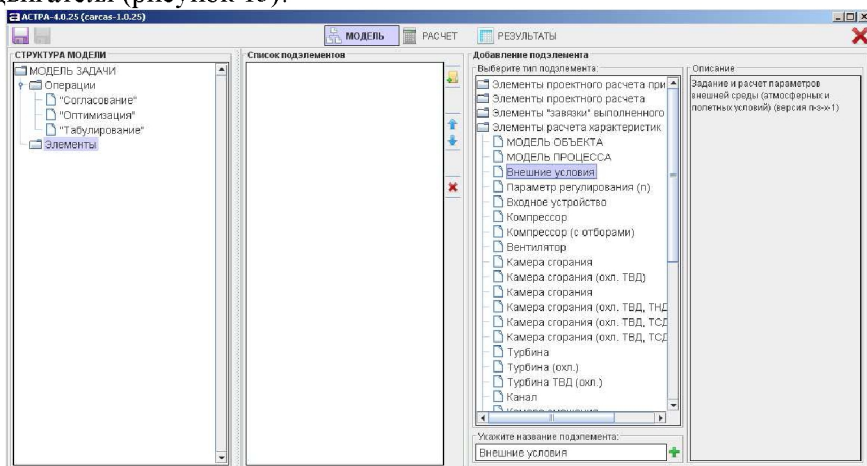 двигатели (рисунок 15).
АСТРА-4.0.25 (carcas-1.0.25)
МОДЕЛЬ
РАСЧЕТ
РЕЗУЛЬТАТЫ
СТРУКТУРА МОДЕЛИ
МОДЕЛЬ ЗАДАЧИ
Операции
"Согласование"
"Оптимизация"
"Табулирование"
Элементы
Список подэлементов
Добавление подэлемента
Выберите тип подэлемента:
Элементы проектного расчета при
Элементы проектного расчета
Элементы "завязки" выполненного
Элементы расчета характеристик
МОДЕЛЬ ОБЪЕКТА
МОДЕЛЬ ПРОЦЕССА
Внешние условия
Параметр регулирования (n)
Входное устройство
Компрессор
Компрессор (с отборами)
Вентилятор
Камера сгорания
Камера сгорания (охл. ТВД)
Камера сгорания
Камера сгорания (охл. ТВД, ТНД
Камера сгорания (охл. ТВД, ТСД
Камера сгорания (охл. ТВД, ТСД
Турбина
Турбина (охл.)
Турбина ТВД (охл.)
Канал
Камера смешения
Укажите название подэлемента:
Внешние условия
Описание
Задание и расчет параметров
внешней среды (атмосферных и
полетных условий) (версия п-з-х-1)